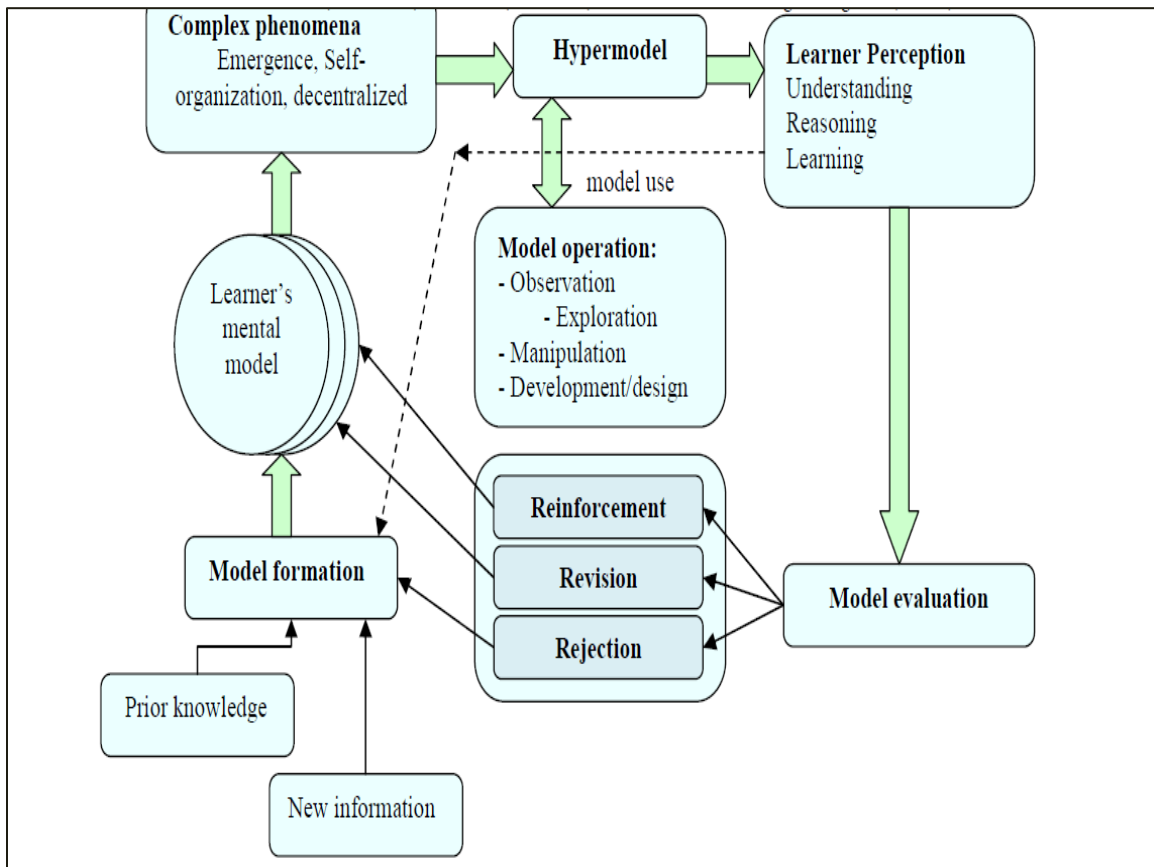 Complex phenomena
Emergence, Self-
organization, decentralized
Hypermodel
Learner Perception
Understanding
Reasoning
Learning
model use
Model operation:
- Observation
- Exploration
- Manipulation
- Development/design
Learner’s
mental
model
Reinforcement
Revision
Rejection
Model formation
Model evaluation
Prior knowledge
New information